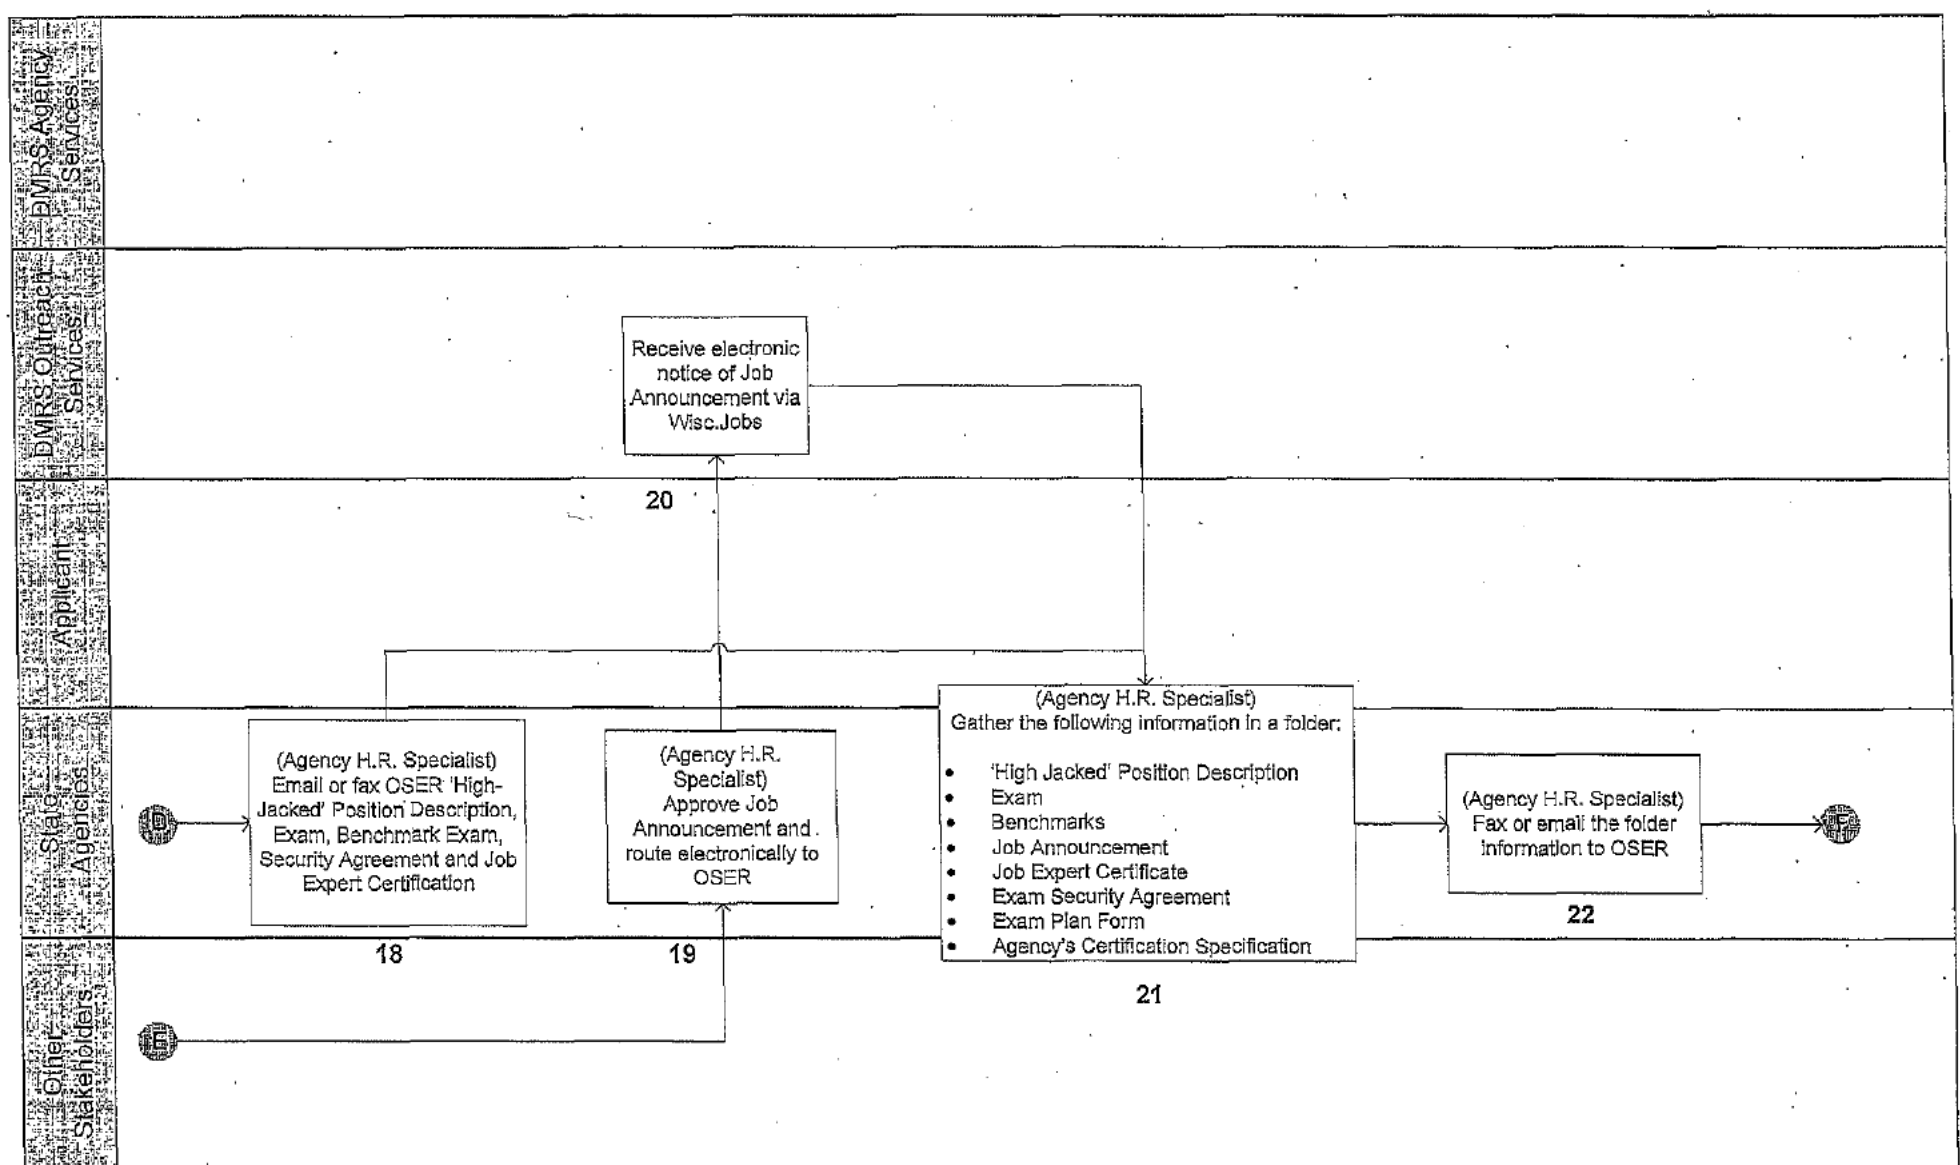 DMRS Agency
Services
DMRS Outreach
Services
Receive electronic
notice of Job
Announcement via
Wisc.Jobs
20
Applicant
State
Agencies
D
(Agency H.R. Specialist)
Email or fax OSER 'High-
Jacked' Position Description,
Exam, Benchmark Exam,
Security Agreement and Job
Expert Certification
18
(Agency H.R.
Specialist)
Approve Job
Announcement and
route electronically to
OSER
19
(Agency H.R. Specialist)
Gather the following information in a folder:
• 'High Jacked' Position Description
• Exam
• Benchmarks
• Job Announcement
• Job Expert Certificate
• Exam Security Agreement
• Exam Plan Form
• Agency's Certification Specification
21
(Agency H.R. Specialist)
Fax or email the folder
information to OSER
22
F
Other
Stakeholders
E